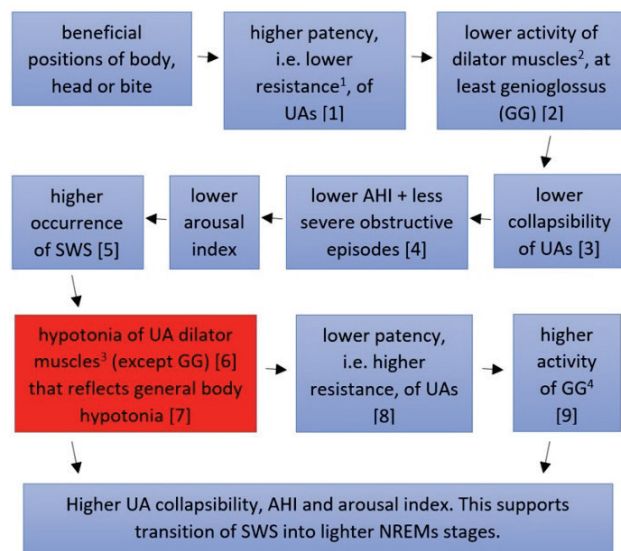 beneficial
positions of body,
head or bite
higher patency,
i.e. lower
resistance¹, of
UAs [1]
lower activity of
dilator muscles², at
least genioglossus
(GG) [2]
higher
occurrence
of SWS [5]
lower
arousal
index
lower AHI + less
severe obstructive
episodes [4]
lower
collapsibility
of UAs [3]
hypotonia of UA dilator
muscles³ (except GG) [6]
that reflects general body
hypotonia [7]
lower patency,
i.e. higher
resistance, of UAs
[8]
higher
activity
of GG⁴
[9]
Higher UA collapsibility, AHI and arousal index. This supports
transition of SWS into lighter NREMs stages.